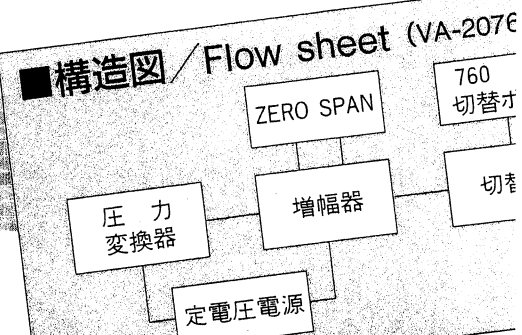 ■構造図／Flow sheet (VA-2076
ZERO SPAN
760
切替ボ
圧 力
変換器
増幅器
切替
定電圧電源